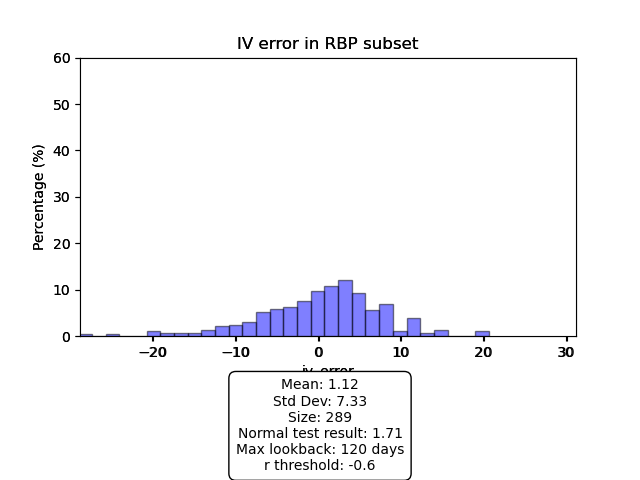 IV error in RBP subset
Percentage (%)
60
50
40
30
20
10
0
−20 −10 0 10 20 30
iv_error
Mean: 1.12
Std Dev: 7.33
Size: 289
Normal test result: 1.71
Max lookback: 120 days
r threshold: -0.6